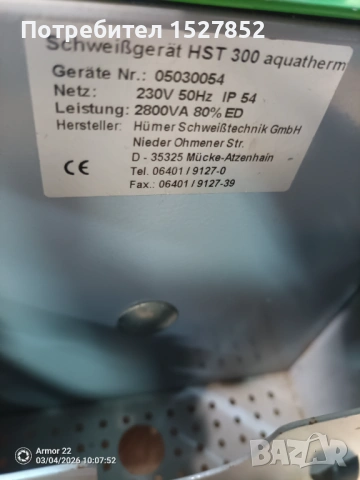 Потребител 1527852
Schweißgerät HST 300 aquatherm
Geräte Nr.: 05030054
Netz: 230V 50Hz IP 54
Leistung: 2800VA 80% ED
Hersteller: Hürner Schweißtechnik GmbH
Nieder Ohmener Str.
D - 35325 Mücke-Atzenhain
CE Tel. 06401 / 9127-0
Fax.: 06401 / 9127-39
Armor 22
03/04/2026 10:07:52
BAZAR